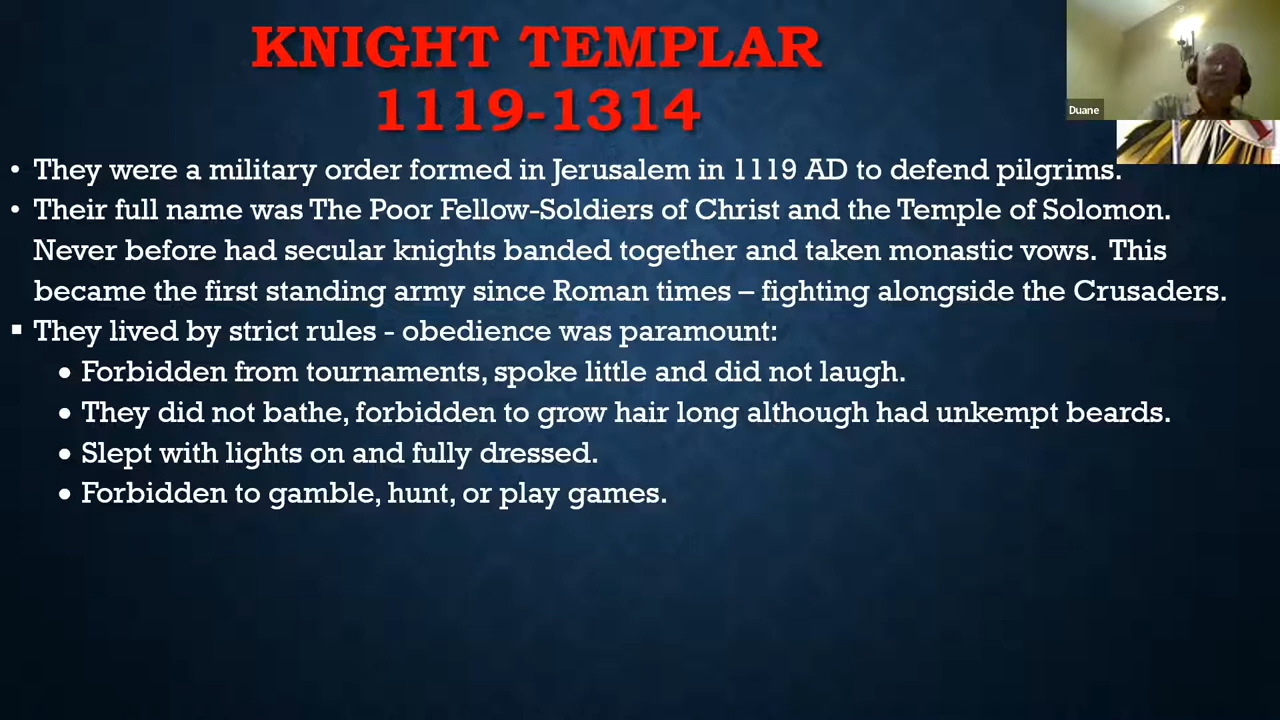 KNIGHT TEMPLAR
1119-1314
Duane
• They were a military order formed in Jerusalem in 1119 AD to defend pilgrims.
• Their full name was The Poor Fellow-Soldiers of Christ and the Temple of Solomon.
Never before had secular knights banded together and taken monastic vows. This
became the first standing army since Roman times – fighting alongside the Crusaders.
▪ They lived by strict rules - obedience was paramount:
• Forbidden from tournaments, spoke little and did not laugh.
• They did not bathe, forbidden to grow hair long although had unkempt beards.
• Slept with lights on and fully dressed.
• Forbidden to gamble, hunt, or play games.